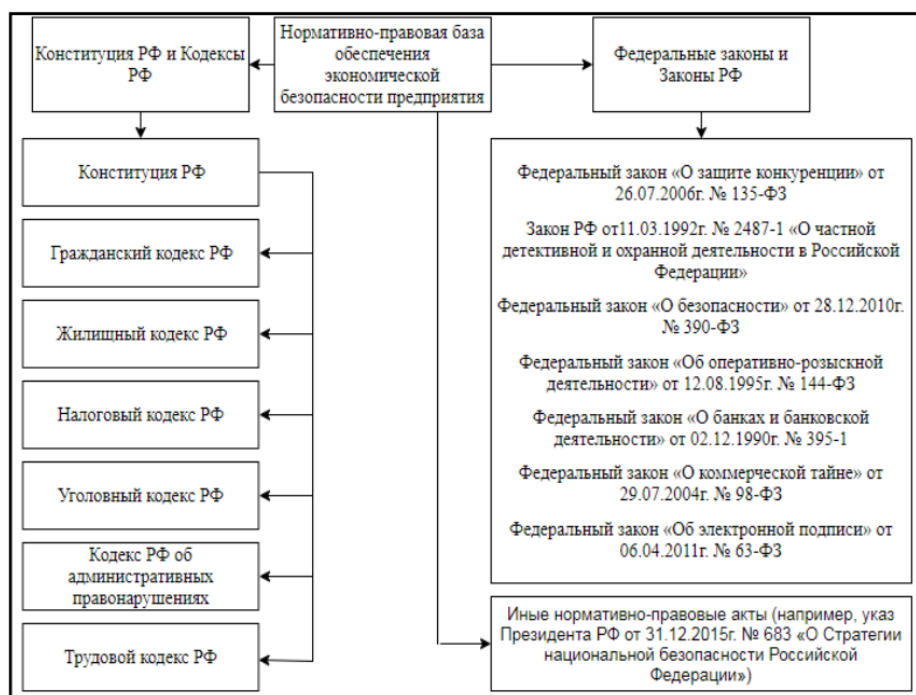 Конституция РФ и Кодексы
РФ
Нормативно-правовая база
обеспечения
экономической
безопасности предприятия
Федеральные законы и
Законы РФ
Конституция РФ
Гражданский кодекс РФ
Жилищный кодекс РФ
Налоговый кодекс РФ
Уголовный кодекс РФ
Кодекс РФ об
административных
правонарушениях
Трудовой кодекс РФ
Федеральный закон «О защите конкуренции» от
26.07.2006г. № 135-ФЗ
Закон РФ от11.03.1992г. № 2487-1 «О частной
детективной и охранной деятельности в Российской
Федерации»
Федеральный закон «О безопасности» от 28.12.2010г.
№ 390-ФЗ
Федеральный закон «Об оперативно-розыскной
деятельности» от 12.08.1995г. № 144-ФЗ
Федеральный закон «О банках и банковской
деятельности» от 02.12.1990г. № 395-1
Федеральный закон «О коммерческой тайне» от
29.07.2004г. № 98-ФЗ
Федеральный закон «Об электронной подписи» от
06.04.2011г. № 63-ФЗ
Иные нормативно-правовые акты (например, указ
Президента РФ от 31.12.2015г. № 683 «О Стратегии
национальной безопасности Российской
Федерации»)